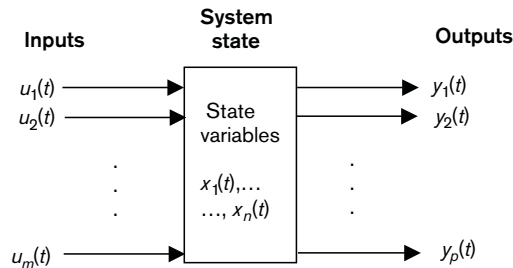 System
state
Inputs
Outputs
u1(t)
u2(t)
.
.
.
um(t)
State
variables
x1(t),...
..., xn(t)
y1(t)
y2(t)
.
.
.
yp(t)